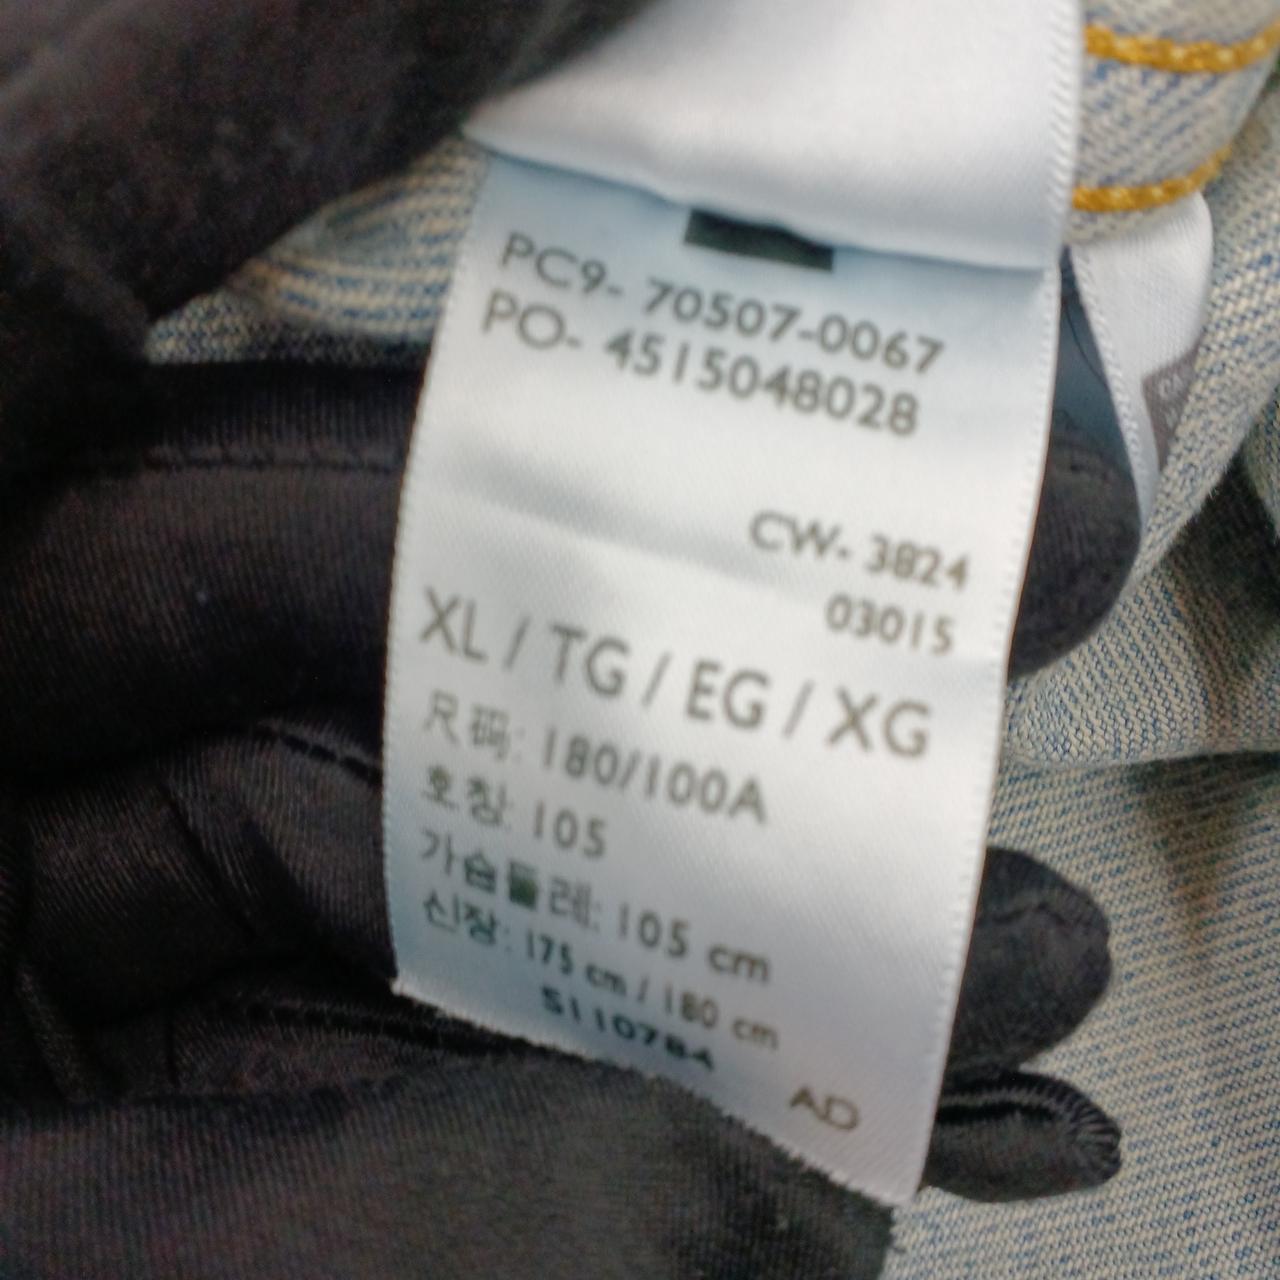 PC9- 70507-0067
PO- 4515048028
CW- 3824
03015
XL / TG / EG / XG
尺码: 180/100A
호칭: 105
가슴둘레: 105 cm
신장: 175 cm / 180 cm
5110784
AD